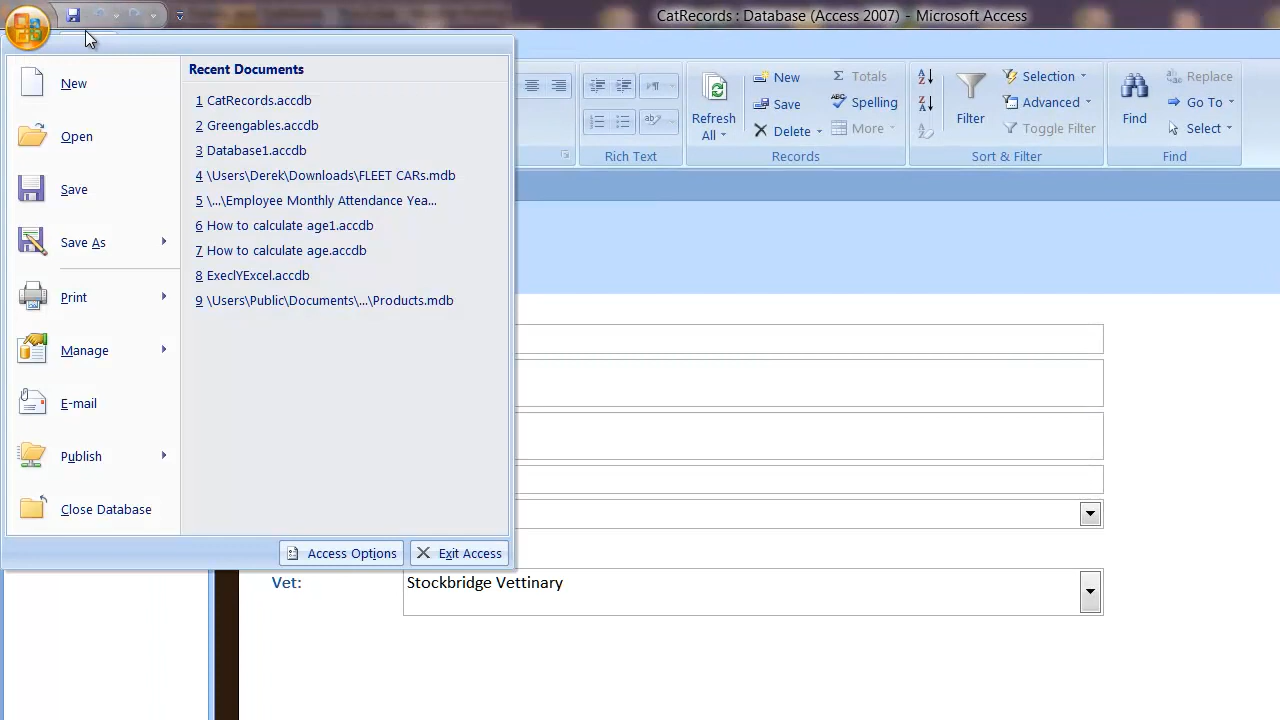 CatRecords : Database (Access 2007) - Microsoft Access
New
Open
Save
Save As
Print
Manage
E-mail
Publish
Close Database
Recent Documents
1 CatRecords.accdb
2 Greengables.accdb
3 Database1.accdb
4 \Users\Derek\Downloads\FLEET CARs.mdb
5 \...\Employee Monthly Attendance Yea...
6 How to calculate age1.accdb
7 How to calculate age.accdb
8 ExeclYExcel.accdb
9 \Users\Public\Documents\...\Products.mdb
Access Options
Exit Access
Rich Text
Refresh
All
New
Save
Delete
Totals
Spelling
More
Records
Filter
Selection
Advanced
Toggle Filter
Sort & Filter
Find
Replace
Go To
Select
Find
Vet:
Stockbridge Vettinary